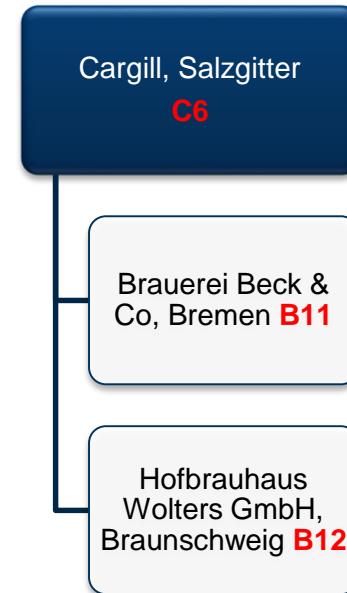 Cargill, Salzgitter
C6
Brauerei Beck &
Co, Bremen B11
Hofbrauhaus
Wolters GmbH,
Braunschweig B12